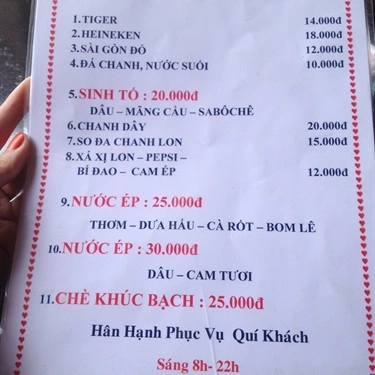 1.TIGER 14.000đ
2.HEINEKEN 18.000đ
3.SÀI GÒN ĐỎ 12.000đ
4.ĐÁ CHANH, NƯỚC SUỐI 10.000đ
5.SINH TỐ : 20.000đ
DÂU – MÃNG CẦU – SABÔCHÊ
6.CHANH DÂY 20.000đ
7.SO ĐA CHANH LON 15.000đ
8.XÁ XỊ LON – PEPSI –
BÍ ĐAO – CAM ÉP 12.000đ
9.NƯỚC ÉP : 25.000đ
THƠM – DƯA HẤU – CÀ RỐT – BOM LÊ
10.NƯỚC ÉP : 30.000đ
DÂU – CAM TƯƠI
11.CHÈ KHÚC BẠCH : 25.000đ
Hân Hạnh Phục Vụ Quí Khách
Sáng 8h- 22h